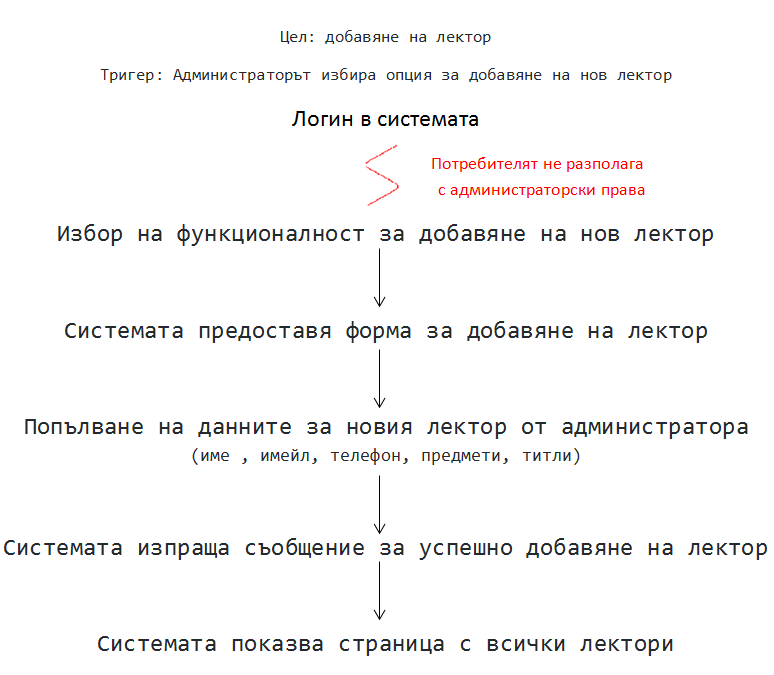 Цел: добавяне на лектор
Тригер: Администраторът избира опция за добавяне на нов лектор
Логин в системата
Потребителят не разполага
с администраторски права
Избор на функционалност за добавяне на нов лектор
Системата предоставя форма за добавяне на лектор
Попълване на данните за новия лектор от администратора
(име , имейл, телефон, предмети, титли)
Системата изпраща съобщение за успешно добавяне на лектор
Системата показва страница с всички лектори